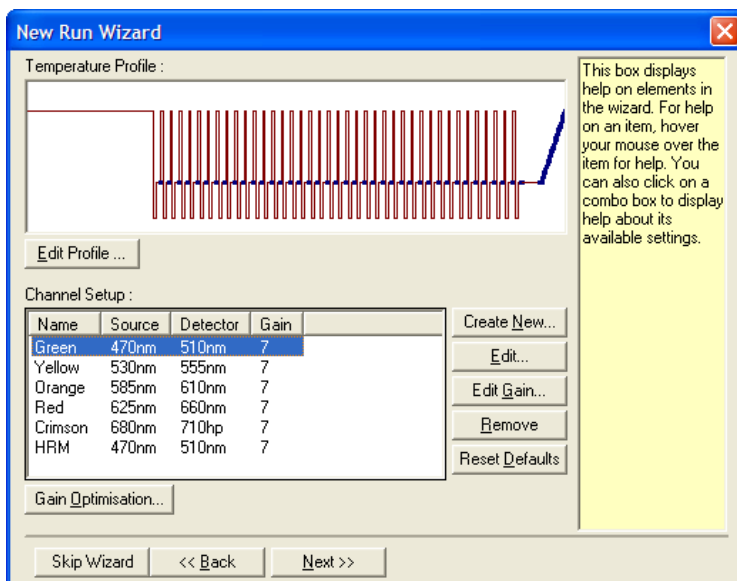 New Run Wizard
Temperature Profile :
Edit Profile ...
Channel Setup :
Name Source Detector Gain
Green 470nm 510nm 7
Yellow 530nm 555nm 7
Orange 585nm 610nm 7
Red 625nm 660nm 7
Crimson 680nm 710hp 7
HRM 470nm 510nm 7
Create New...
Edit...
Edit Gain...
Remove
Reset Defaults
Gain Optimisation...
Skip Wizard
<< Back
Next >>
This box displays
help on elements in
the wizard. For help
on an item, hover
your mouse over the
item for help. You
can also click on a
combo box to display
help about its
available settings.